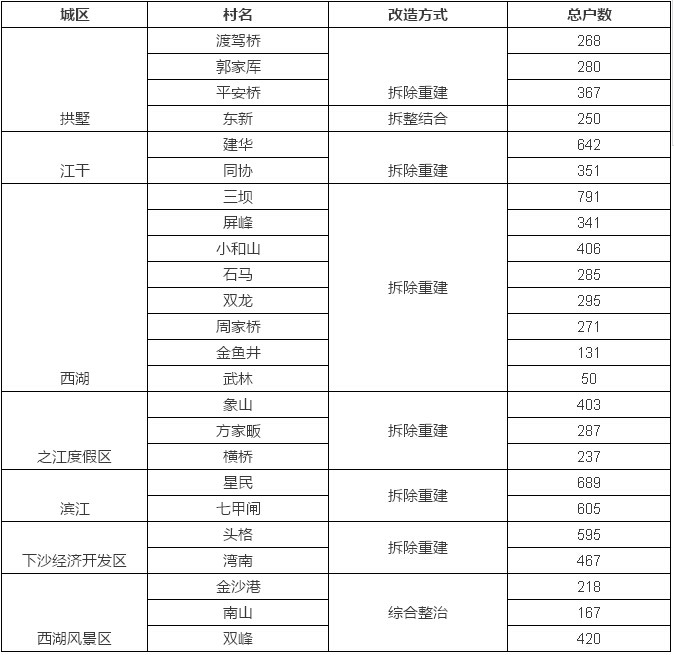 城区 村名 改造方式 总户数
渡驾桥 268
郭家厍 280
平安桥 拆除重建 367
拱墅 东新 拆整结合 250
建华 642
江干 同协 拆除重建 351
三坝 791
屏峰 341
小和山 406
石马 285
拆除重建
双龙 295
周家桥 271
金鱼井 131
西湖 武林 50
象山 403
方家畈 拆除重建 287
之江度假区 横桥 237
星民 689
拆除重建
滨江 七甲闸 605
头格 595
拆除重建
下沙经济开发区 湾南 467
金沙港 218
南山 综合整治 167
西湖风景区 双峰 420